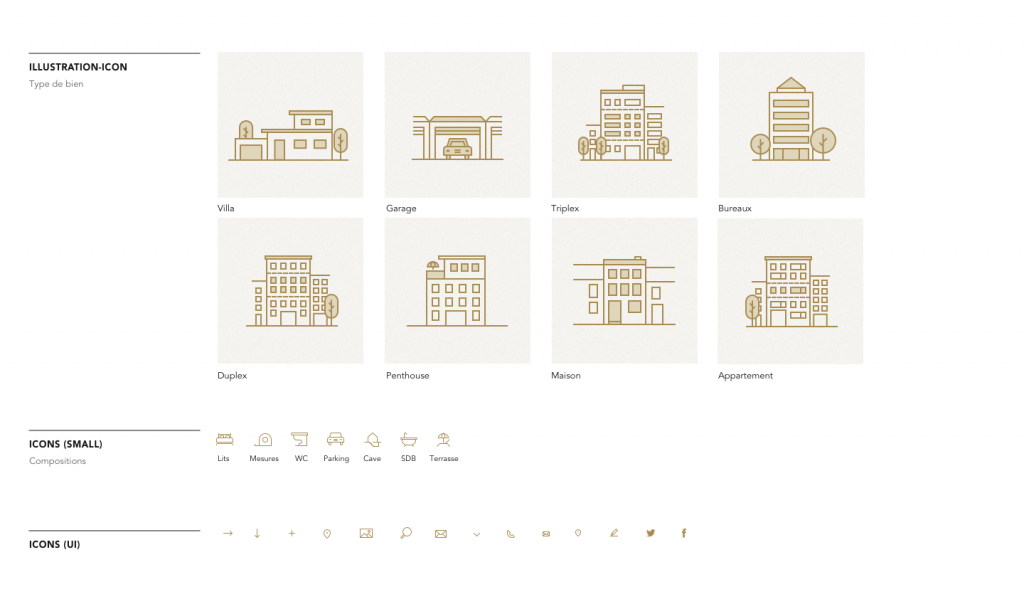 ILLUSTRATION-ICON
Type de bien
Villa
Garage
Triplex
Bureaux
Duplex
Penthouse
Maison
Appartement
ICONS (SMALL)
Compositions
Lits
Mesures
WC
Parking
Cave
SDB
Terrasse
ICONS (UI)